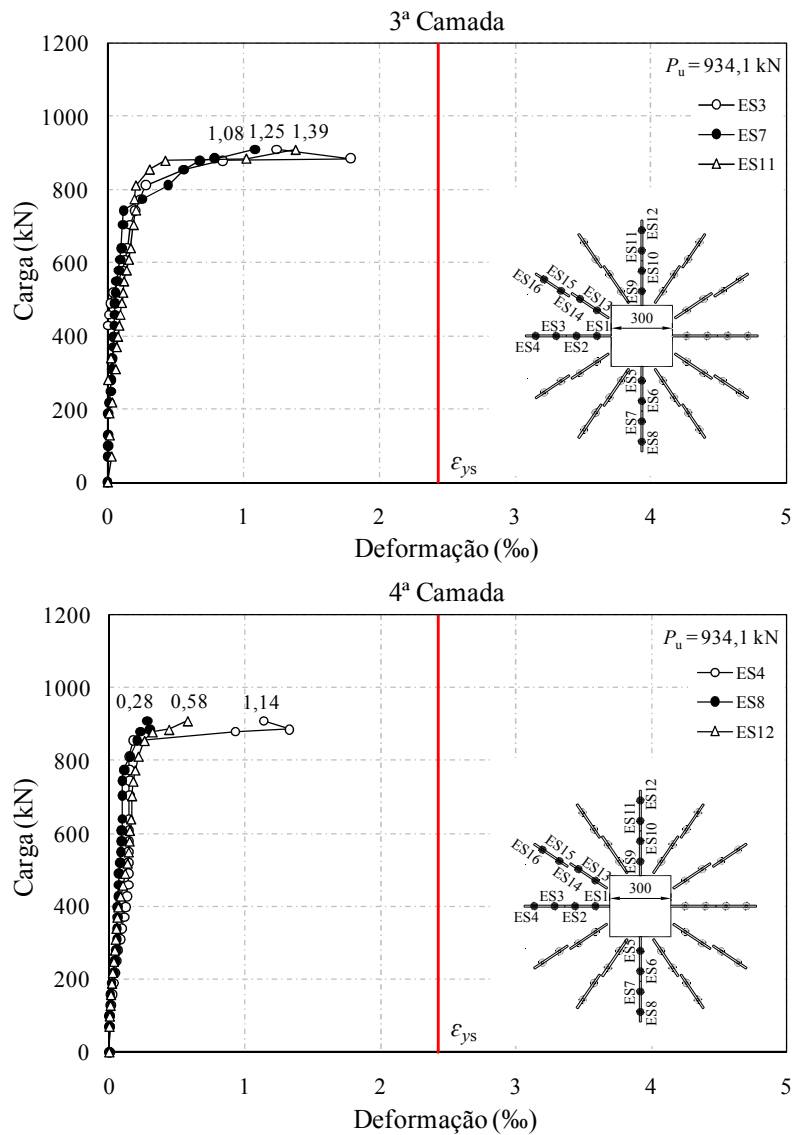 3ª Camada
1200
1000
800
600
400
200
0
Carga (kN)
P_u = 934,1 kN
ES3
ES7
ES11
1,08 1,25 1,39
ES12
ES11
ES10
ES9
ES16
ES15
ES14
ES13
300
ES4
ES3
ES2
ES1
ES5
ES6
ES7
ES8
ε_ys
0 1 2 3 4 5
Deformação (‰)
4ª Camada
1200
1000
800
600
400
200
0
Carga (kN)
P_u = 934,1 kN
ES4
ES8
ES12
0,28 0,58 1,14
ES12
ES11
ES10
ES9
ES16
ES15
ES14
ES13
300
ES4
ES3
ES2
ES1
ES5
ES6
ES7
ES8
ε_ys
0 1 2 3 4 5
Deformação (‰)